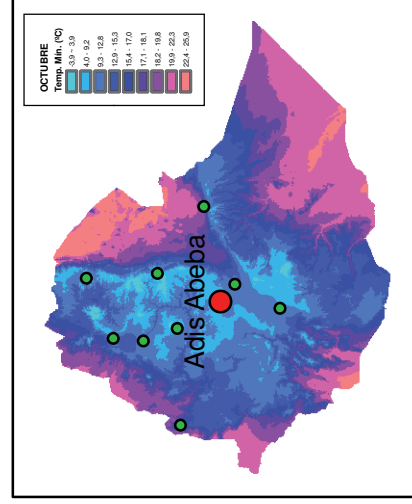 OCTUBRE
Temp. Mín. (ºC)
-3,9 - 3,9
4,0 - 9,2
9,3 - 12,8
12,9 - 15,3
15,4 - 17,0
17,1 - 18,1
18,2 - 19,8
19,9 - 22,3
22,4 - 25,9
Adis Abeba